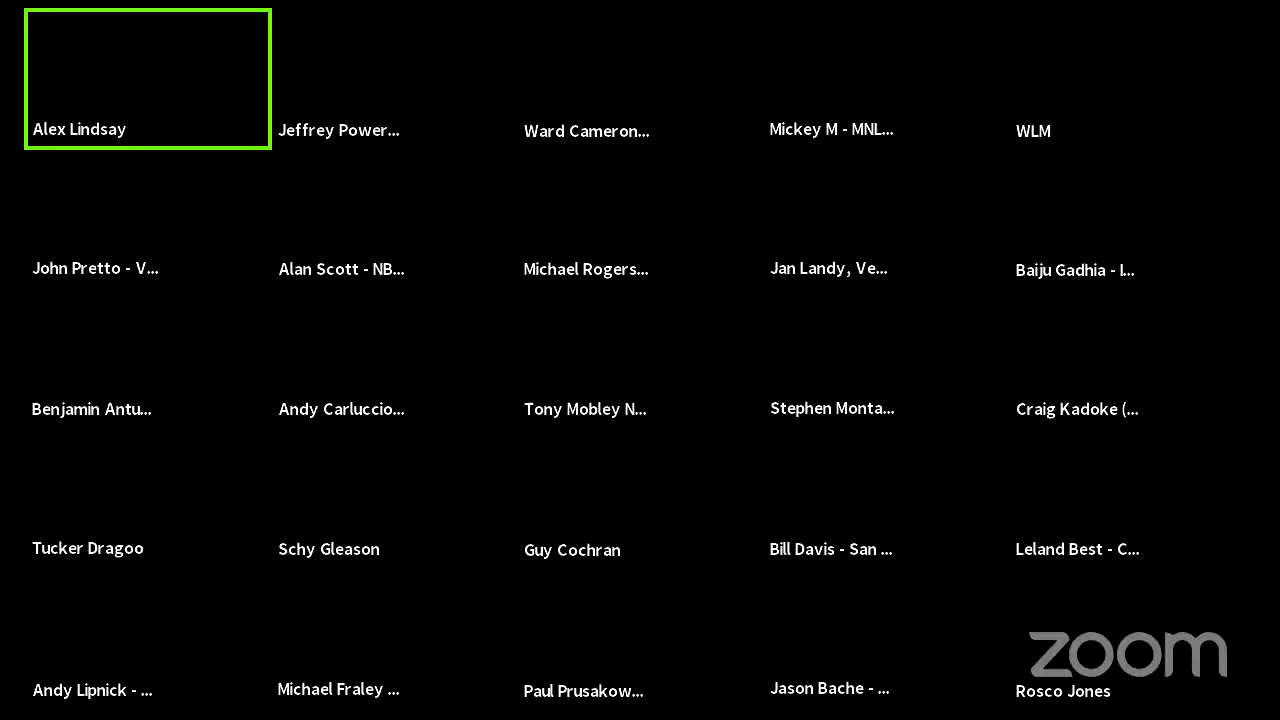 Alex Lindsay
Jeffrey Power...
Ward Cameron...
Mickey M - MNL...
WLM
John Pretto - V...
Alan Scott - NB...
Michael Rogers...
Jan Landy, Ve...
Baiju Gadhia - I...
Benjamin Antu...
Andy Carluccio...
Tony Mobley N...
Stephen Monta...
Craig Kadoke (...
Tucker Dragoo
Schy Gleason
Guy Cochran
Bill Davis - San ...
Leland Best - C...
zoom
Andy Lipnick - ...
Michael Fraley ...
Paul Prusakow...
Jason Bache - ...
Rosco Jones